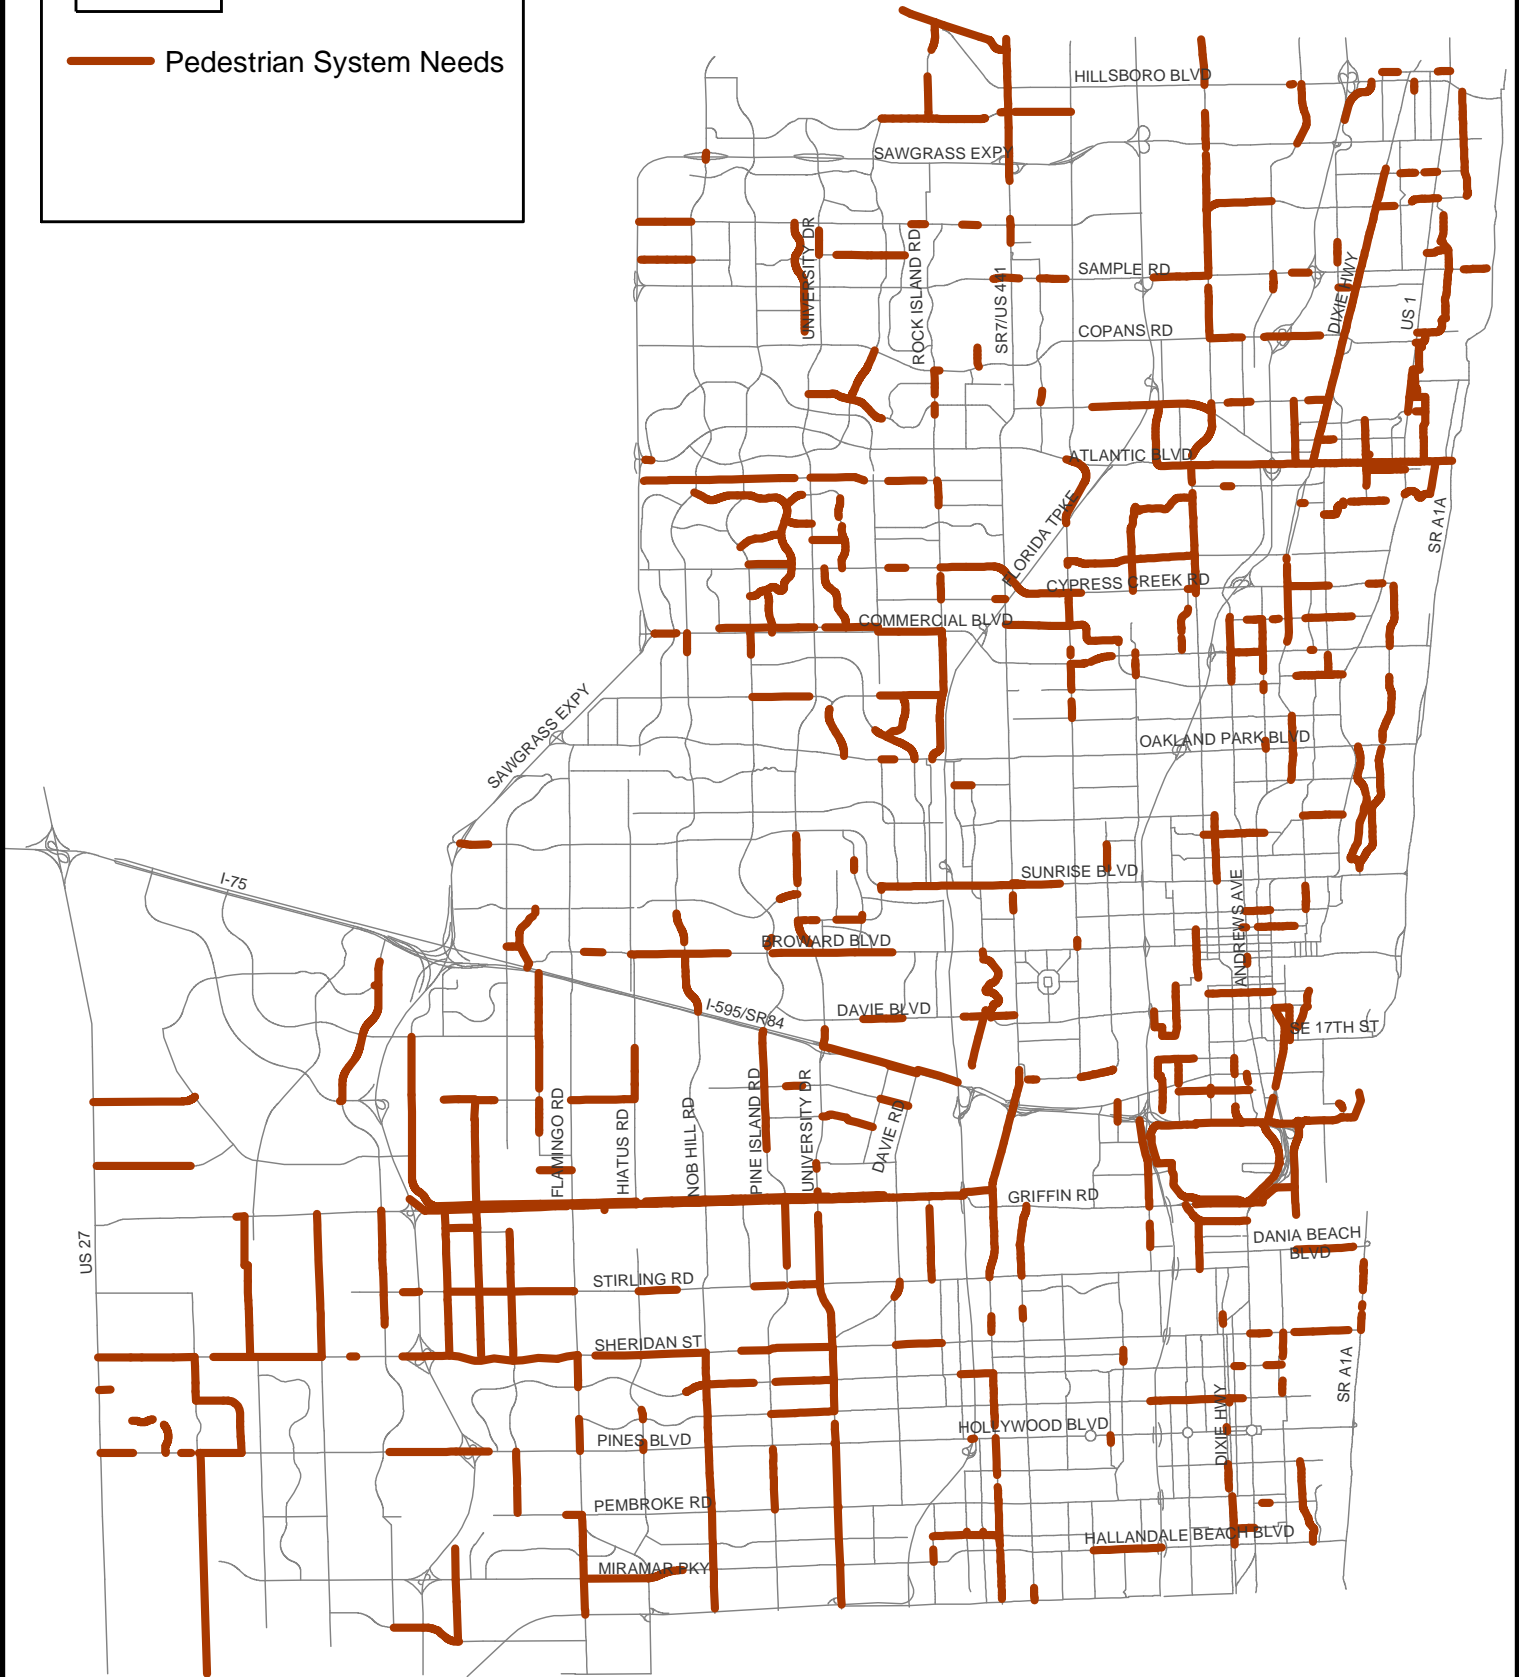 Pedestrian System Needs
HILLSBORO BLVD
SAWGRASS EXPY
UNIVERSITY DR
ROCK ISLAND RD
SR7/US 441
SAMPLE RD
DIXIE HWY
US 1
COPANS RD
ATLANTIC BLVD
FLORIDA TPKE
SR A1A
CYPRESS CREEK RD
COMMERCIAL BLVD
SAWGRASS EXPY
OAKLAND PARK BLVD
I-75
SUNRISE BLVD
ANDREWS AVE
BROWARD BLVD
I-595/SR84
DAVIE BLVD
SE 17TH ST
FLAMINGO RD
HIATUS RD
NOB HILL RD
PINE ISLAND RD
UNIVERSITY DR
DAVIE RD
GRIFFIN RD
US 27
DANIA BEACH
BLVD
STIRLING RD
SHERIDAN ST
SR A1A
DIXIE HWY
HOLLYWOOD BLVD
PINES BLVD
PEMBROKE RD
HALLANDALE BEACH BLVD
MIRAMAR PKY